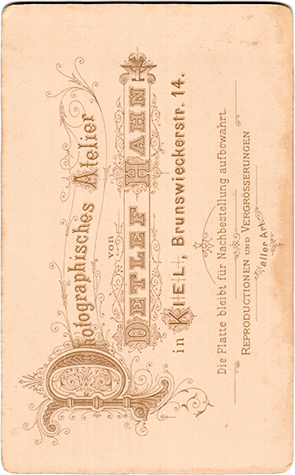 Photographisches Atelier
von
DETLEF HAHN
in KIEL, Brunswieckerstr. 14.
Die Platte bleibt für Nachbestellung aufbewahrt
REPRODUCTIONEN UND VERGRÖSSERUNGEN
aller Art.